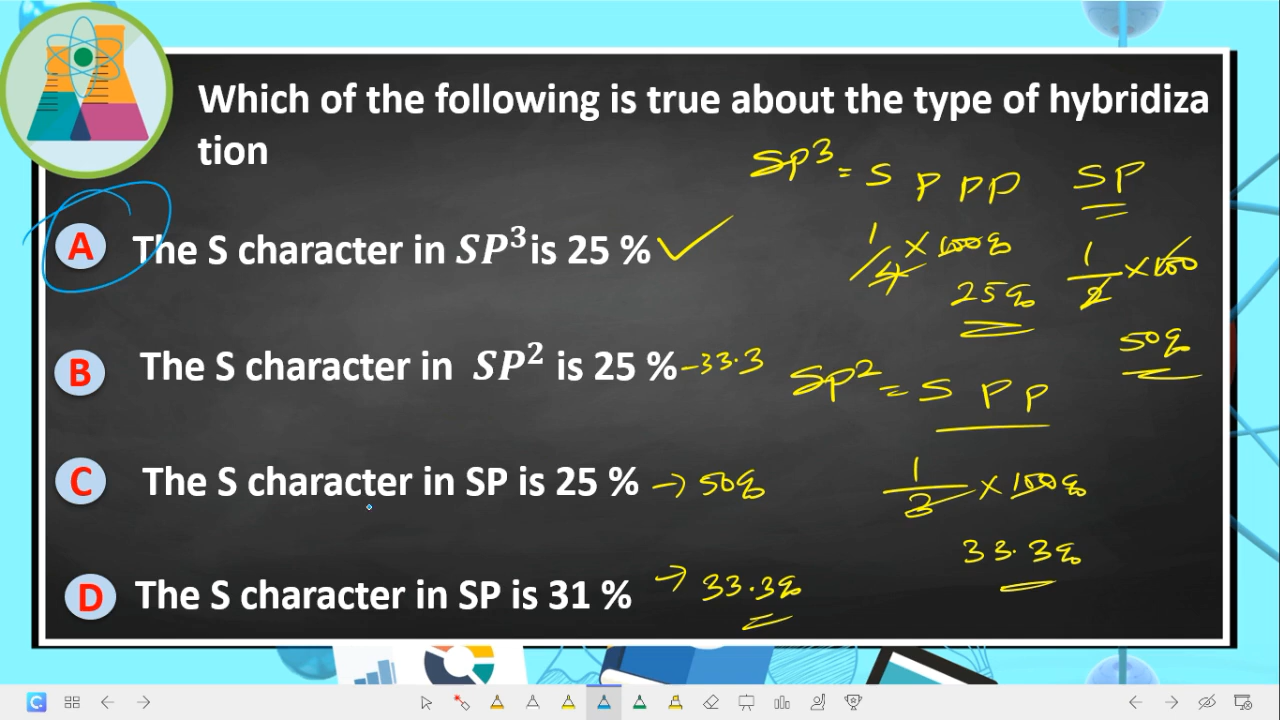 Which of the following is true about the type of hybridiza
tion
SP³ = S P P P
SP
A
The S character in SP³ is 25 %
1/4 × 100%
25%
1/2 × 100
50%
B
The S character in SP² is 25 %
-33.3
SP² = S P P
C
The S character in SP is 25 %
→ 50%
1/3 × 100%
33.3%
D
The S character in SP is 31 %
→ 33.3%
C